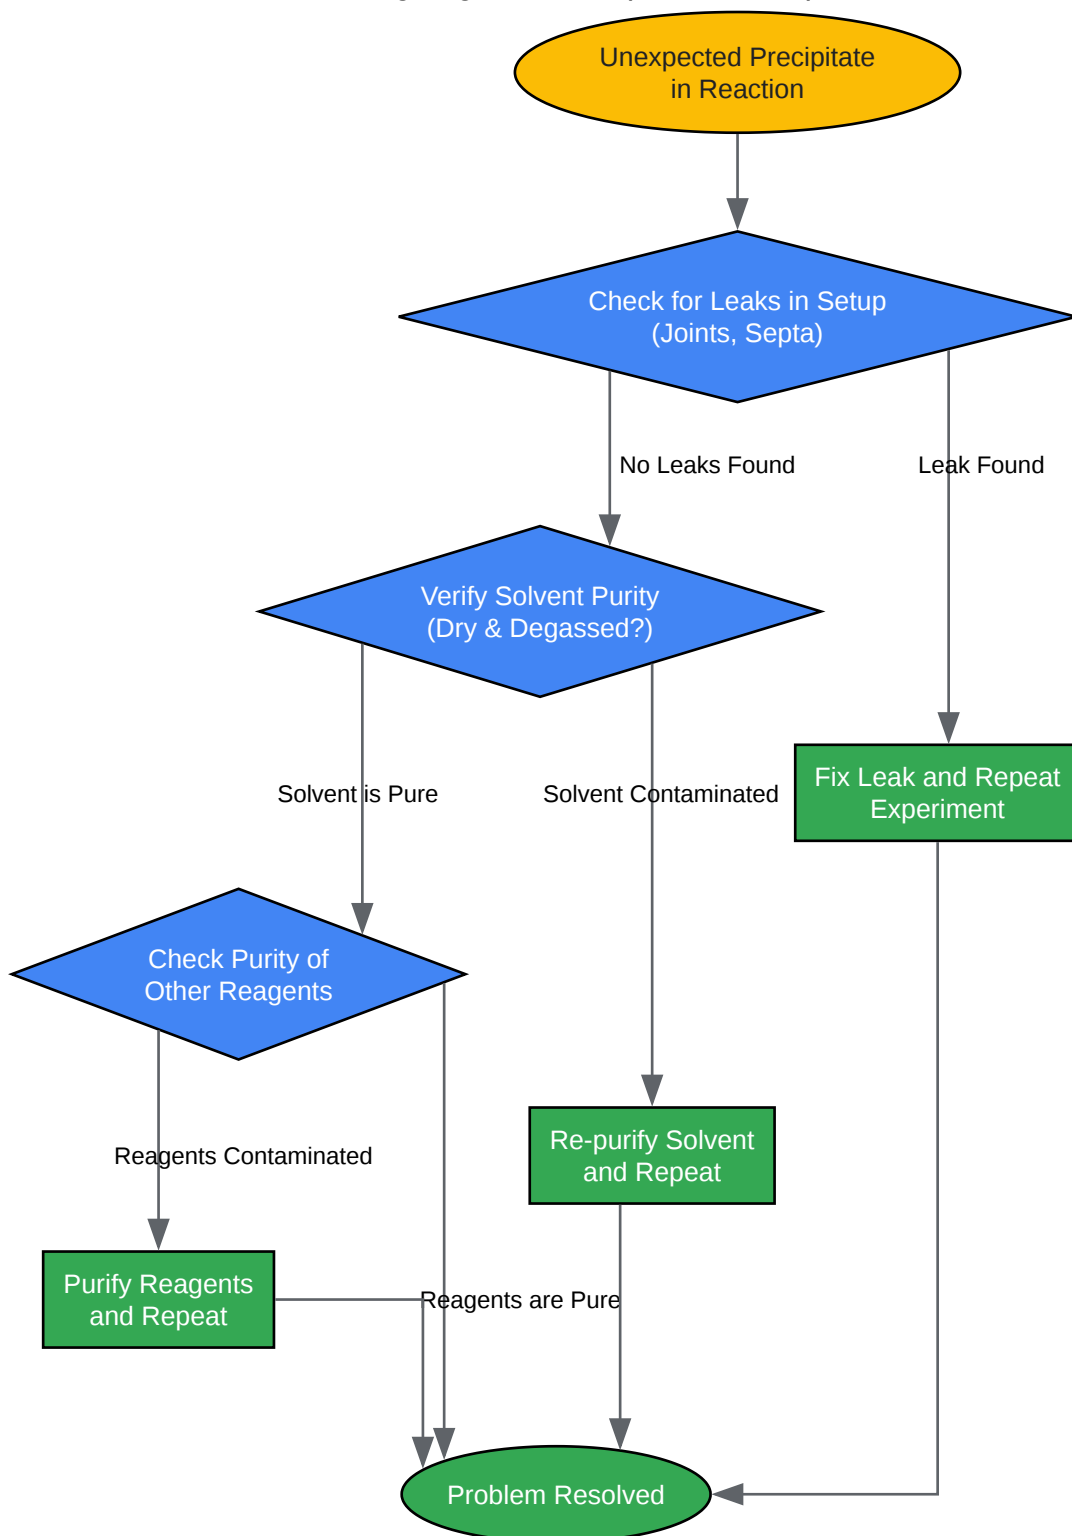 Unexpected Precipitate
in Reaction
Check for Leaks in Setup
(Joints, Septa)
No Leaks Found
Leak Found
Verify Solvent Purity
(Dry & Degassed?)
Solvent is Pure
Solvent Contaminated
Fix Leak and Repeat
Experiment
Check Purity of
Other Reagents
Reagents Contaminated
Re-purify Solvent
and Repeat
Purify Reagents
and Repeat
Reagents are Pure
Problem Resolved